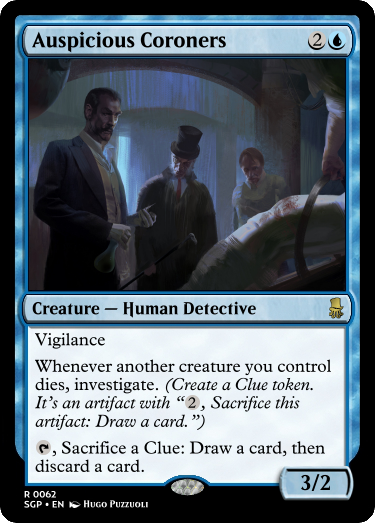 Auspicious Coroners 2
Creature — Human Detective
Vigilance
Whenever another creature you control
dies, investigate. (Create a Clue token.
It's an artifact with “2, Sacrifice this
artifact: Draw a card.”)
, Sacrifice a Clue: Draw a card, then
discard a card.
3/2
R 0062
SGP • EN Hugo Puzzuoli